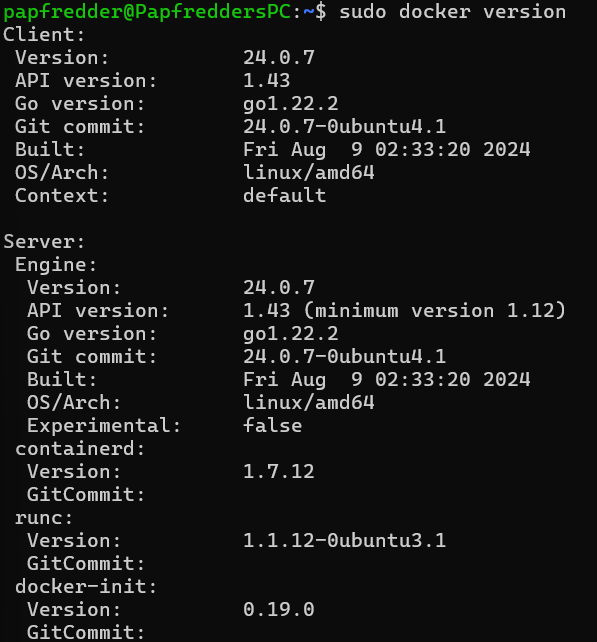 papfredder@PapfreddersPC:~$ sudo docker version
Client:
 Version:           24.0.7
 API version:       1.43
 Go version:        go1.22.2
 Git commit:        24.0.7-0ubuntu4.1
 Built:             Fri Aug  9 02:33:20 2024
 OS/Arch:           linux/amd64
 Context:           default

Server:
 Engine:
  Version:          24.0.7
  API version:      1.43 (minimum version 1.12)
  Go version:       go1.22.2
  Git commit:       24.0.7-0ubuntu4.1
  Built:            Fri Aug  9 02:33:20 2024
  OS/Arch:          linux/amd64
  Experimental:     false
 containerd:
  Version:          1.7.12
  GitCommit:
 runc:
  Version:          1.1.12-0ubuntu3.1
  GitCommit:
 docker-init:
  Version:          0.19.0
  GitCommit: